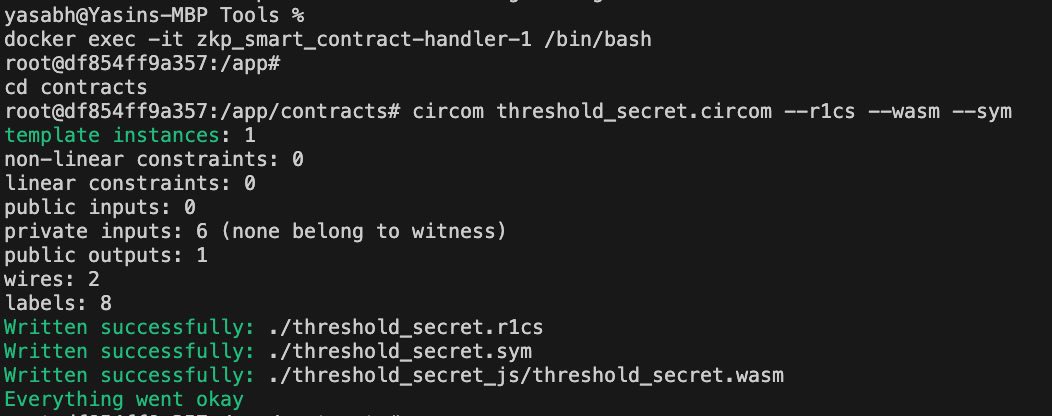 yasabh@Yasins-MBP Tools %
docker exec -it zkp_smart_contract-handler-1 /bin/bash
root@df854ff9a357:/app#
cd contracts
root@df854ff9a357:/app/contracts# circom threshold_secret.circom --r1cs --wasm --sym
template instances: 1
non-linear constraints: 0
linear constraints: 0
public inputs: 0
private inputs: 6 (none belong to witness)
public outputs: 1
wires: 2
labels: 8
Written successfully: ./threshold_secret.r1cs
Written successfully: ./threshold_secret.sym
Written successfully: ./threshold_secret_js/threshold_secret.wasm
Everything went okay